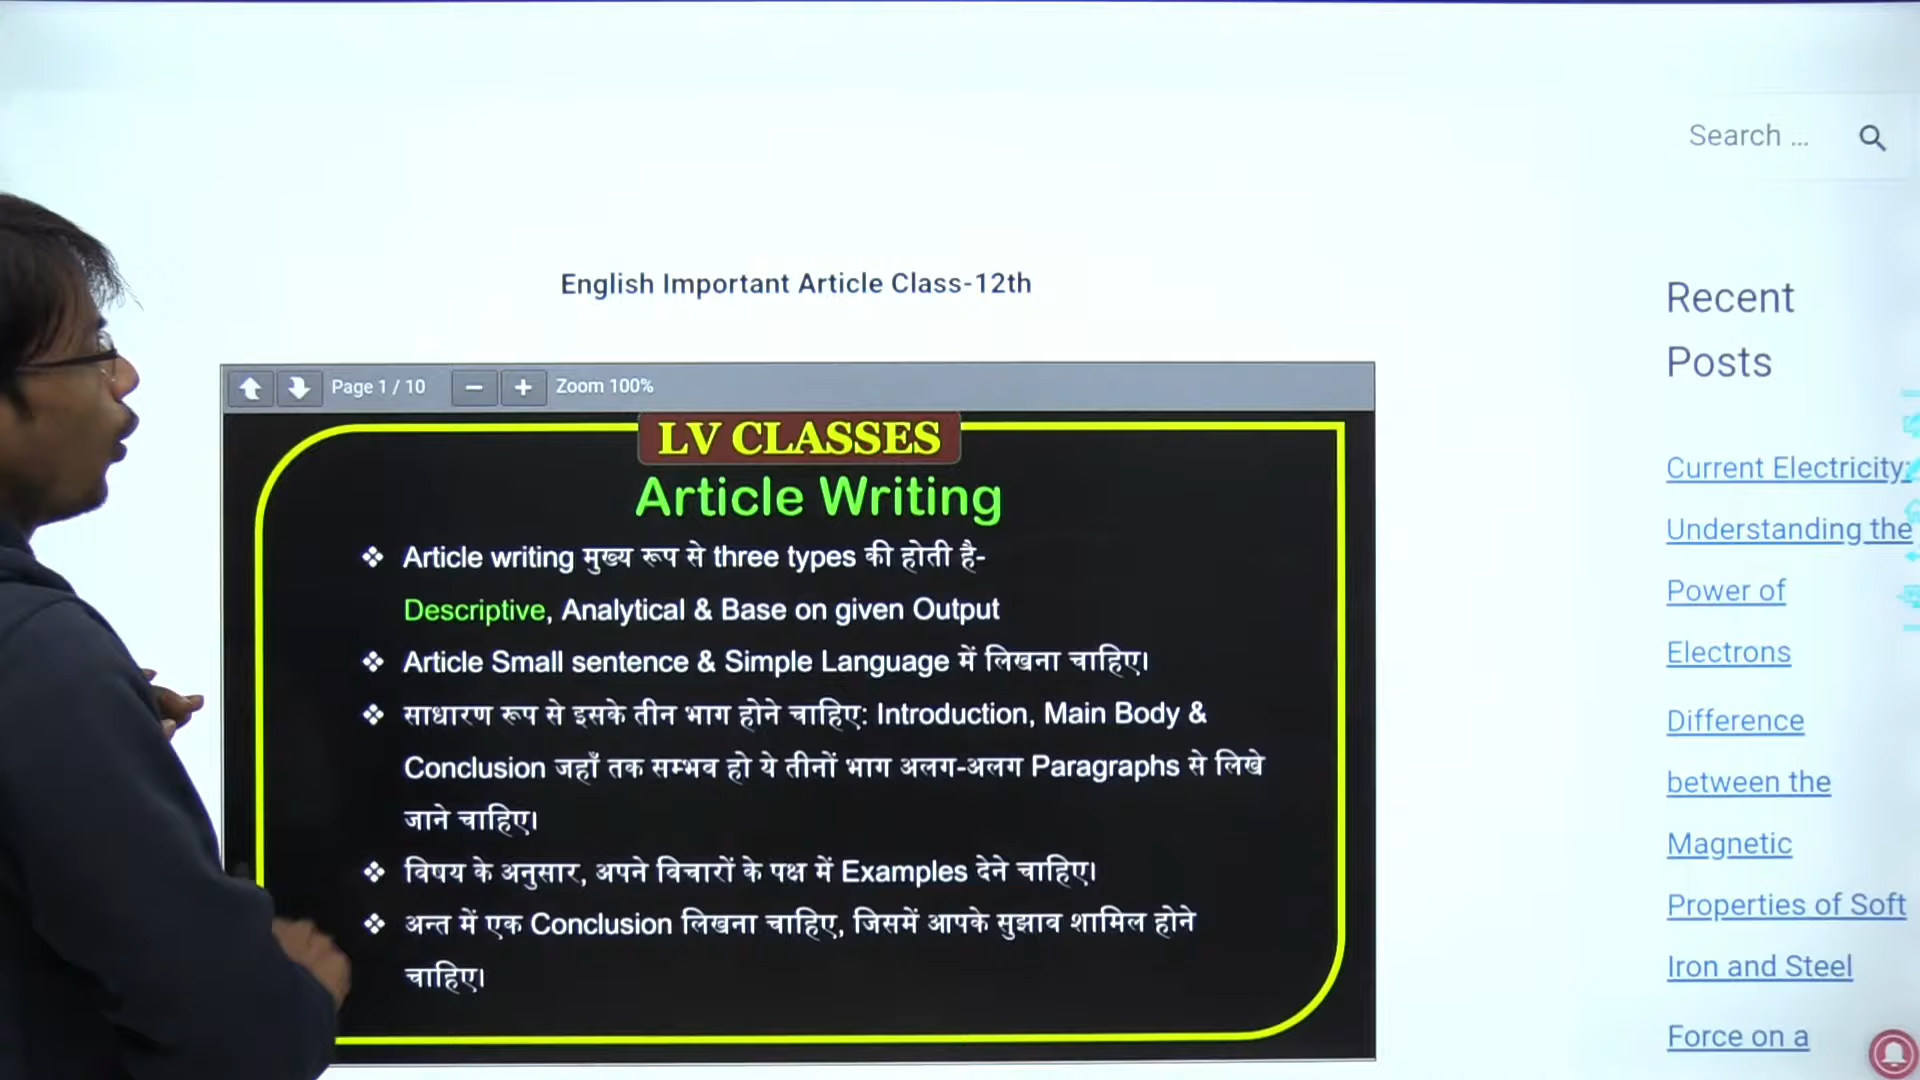 Search ...
English Important Article Class-12th
Page 1 / 10
Zoom 100%
LV CLASSES
Article Writing
❖ Article writing मुख्य रूप से three types की होती है-
Descriptive, Analytical & Base on given Output
❖ Article Small sentence & Simple Language में लिखना चाहिए।
❖ साधारण रूप से इसके तीन भाग होने चाहिए: Introduction, Main Body &
Conclusion जहाँ तक सम्भव हो ये तीनों भाग अलग-अलग Paragraphs से लिखे
जाने चाहिए।
❖ विषय के अनुसार, अपने विचारों के पक्ष में Examples देने चाहिए।
❖ अन्त में एक Conclusion लिखना चाहिए, जिसमें आपके सुझाव शामिल होने
चाहिए।
Recent
Posts
Current Electricity:
Understanding the
Power of
Electrons
Difference
between the
Magnetic
Properties of Soft
Iron and Steel
Force on a